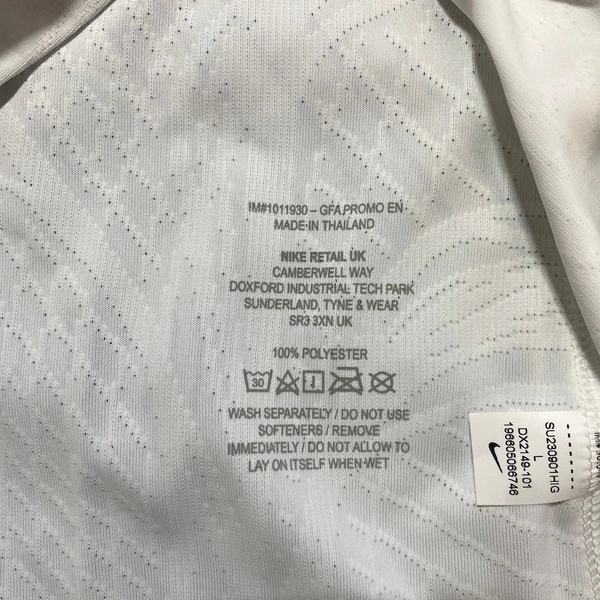 IM#1011930 – GFA PROMO EN
MADE IN THAILAND
NIKE RETAIL UK
CAMBERWELL WAY
DOXFORD INDUSTRIAL TECH PARK
SUNDERLAND, TYNE & WEAR
SR3 3XN UK
100% POLYESTER
30
WASH SEPARATELY / DO NOT USE
SOFTENERS / REMOVE
IMMEDIATELY / DO NOT ALLOW TO
LAY ON ITSELF WHEN WET
SU230901HIG
L
DX2149-101
196605066746